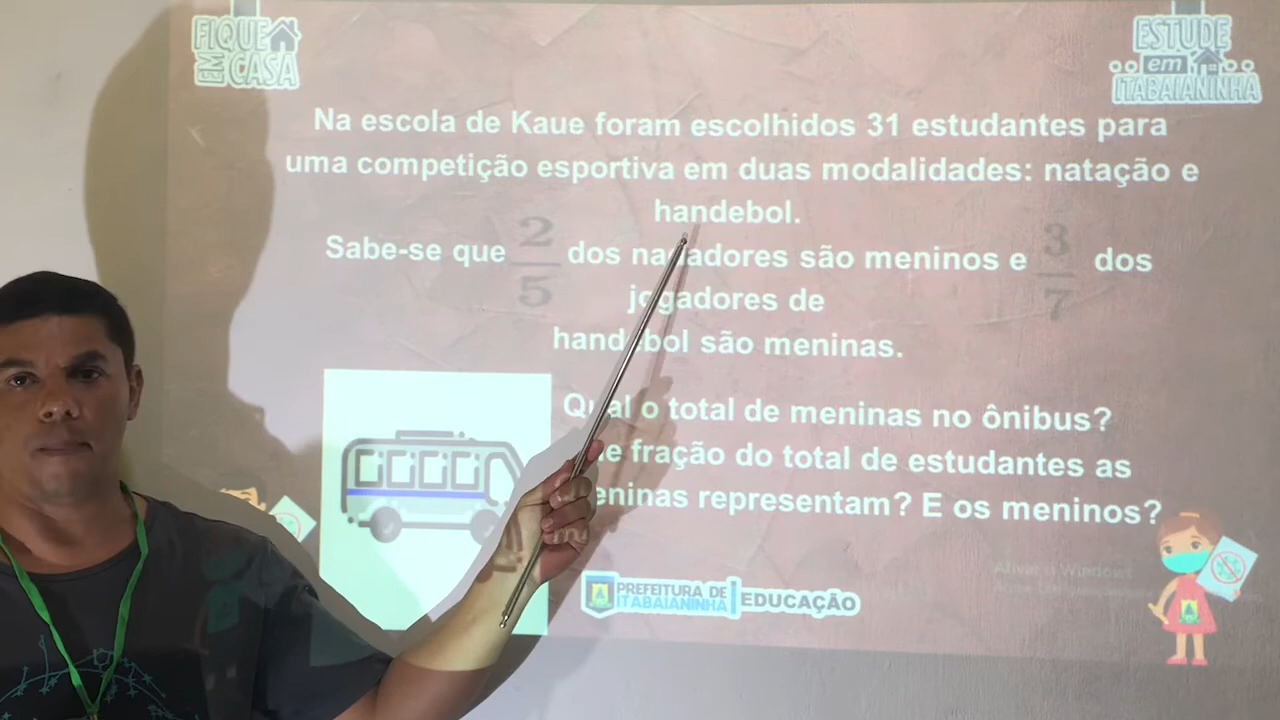 FIQUE
EM CASA
ESTUDE
em
ITABAIANINHA
Na escola de Kaue foram escolhidos 31 estudantes para
uma competição esportiva em duas modalidades: natação e
handebol.
Sabe-se que 2/5 dos nadadores são meninos e 3/7 dos
jogadores de
handebol são meninas.
Qual o total de meninas no ônibus?
fração do total de estudantes as
representam? E os meninos?
Ativar o Windows
PREFEITURA DE
ITABAIANINHA
EDUCAÇÃO